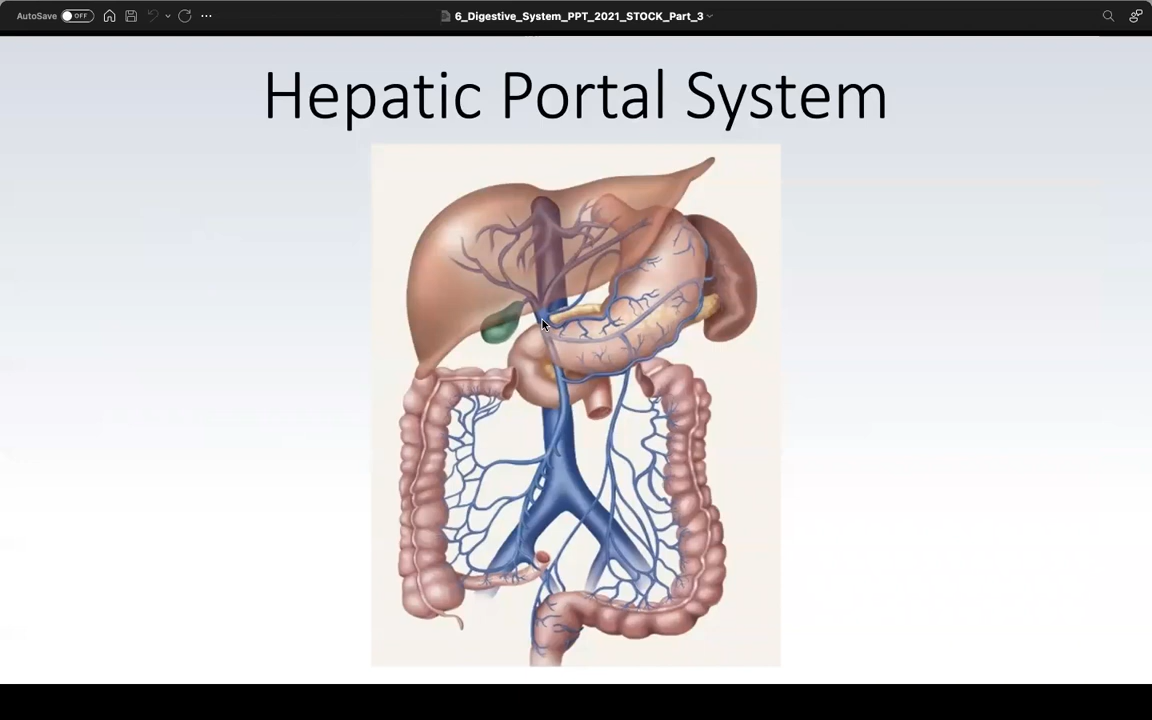 AutoSave OFF
6_Digestive_System_PPT_2021_STOCK_Part_3
Hepatic Portal System